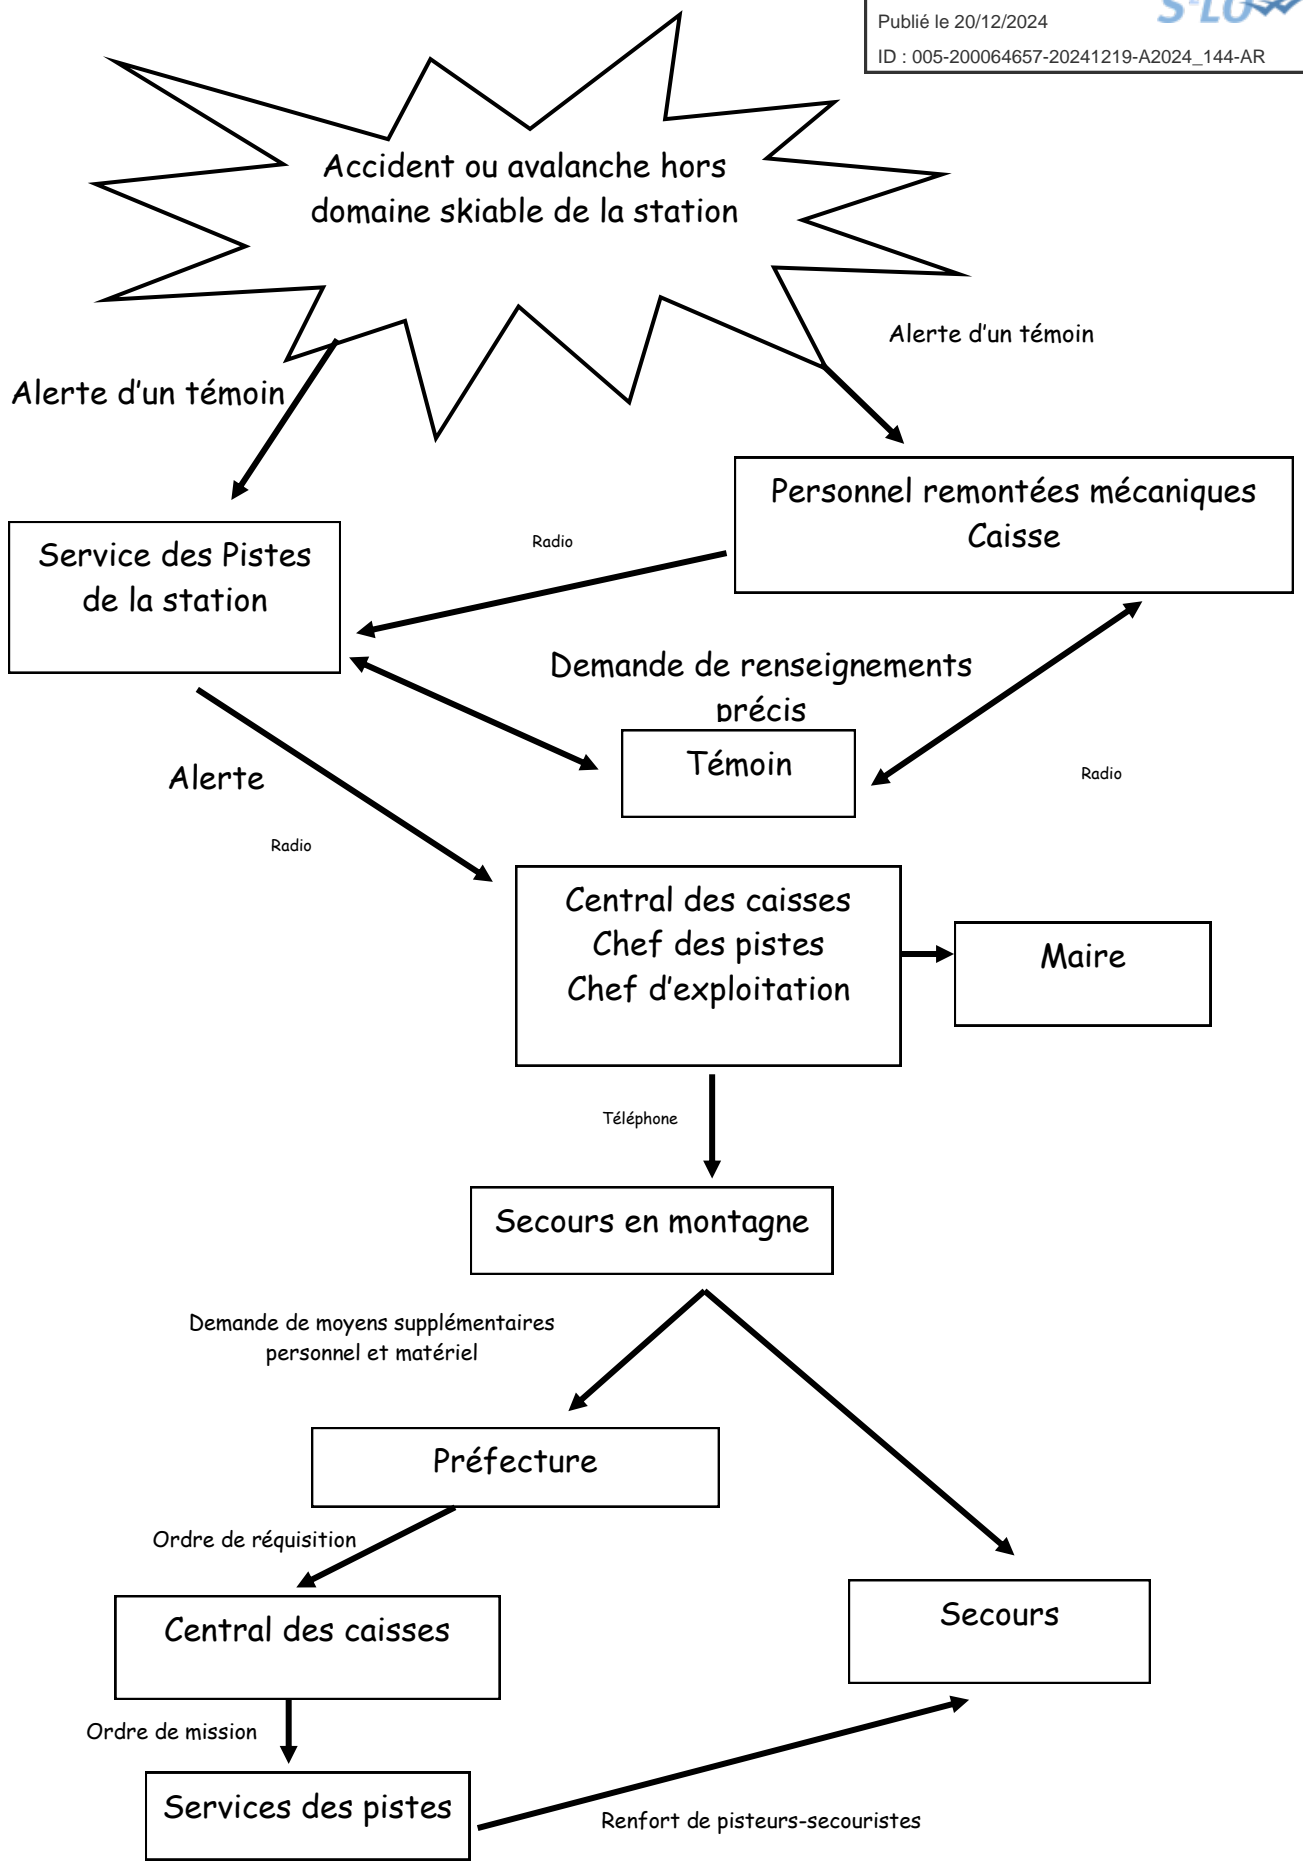 Publié le 20/12/2024
S²LO
ID : 005-200064657-20241219-A2024_144-AR
Accident ou avalanche hors
domaine skiable de la station
Alerte d'un témoin
Alerte d'un témoin
Personnel remontées mécaniques
Caisse
Radio
Service des Pistes
de la station
Demande de renseignements
précis
Témoin
Radio
Alerte
Radio
Central des caisses
Chef des pistes
Chef d'exploitation
Maire
Téléphone
Secours en montagne
Demande de moyens supplémentaires
personnel et matériel
Préfecture
Ordre de réquisition
Central des caisses
Secours
Ordre de mission
Services des pistes
Renfort de pisteurs-secouristes